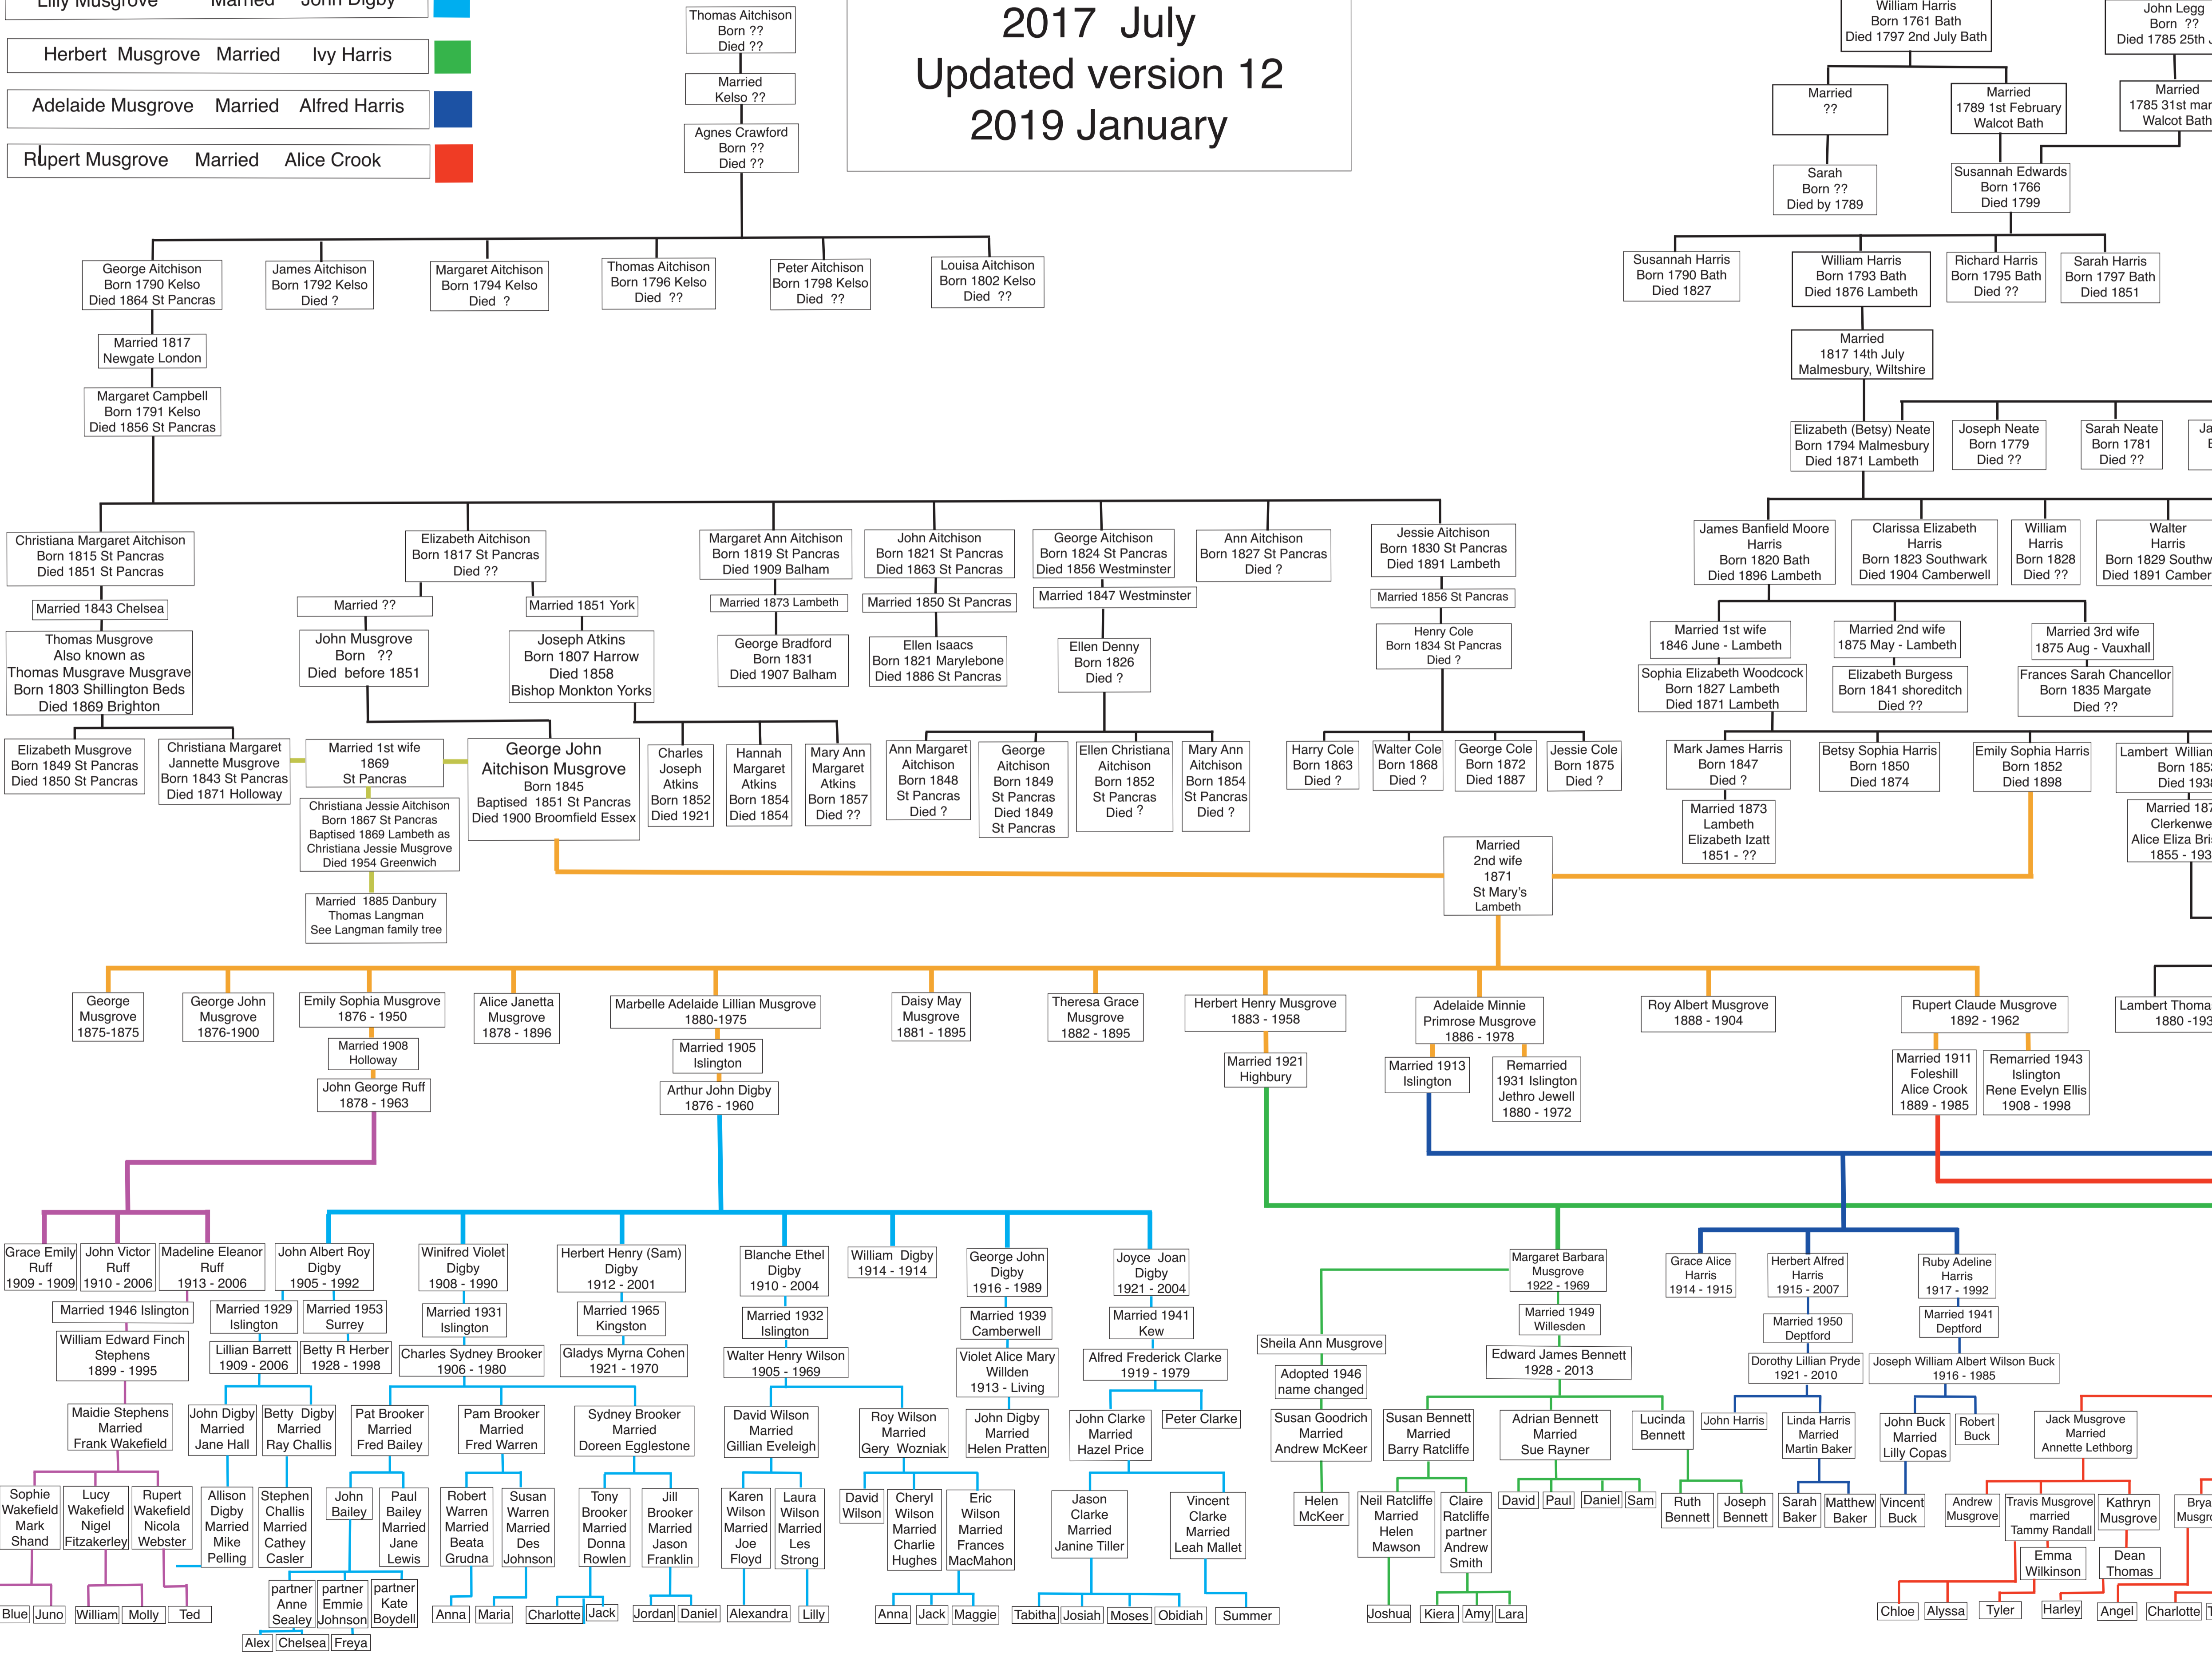 Lilly Musgrove Married John Digby
Herbert Musgrove Married Ivy Harris
Adelaide Musgrove Married Alfred Harris
Rupert Musgrove Married Alice Crook
Thomas Aitchison
Born ??
Died ??
Married
Kelso ??
Agnes Crawford
Born ??
Died ??
2017 July
Updated version 12
2019 January
William Harris
Born 1761 Bath
Died 1797 2nd July Bath
John Legg
Born ??
Died 1785 25th
Married
??
Married
1789 1st February
Walcot Bath
Married
1785 31st mar
Walcot Bath
Sarah
Born ??
Died by 1789
Susannah Edwards
Born 1766
Died 1799
George Aitchison
Born 1790 Kelso
Died 1864 St Pancras
James Aitchison
Born 1792 Kelso
Died ?
Margaret Aitchison
Born 1794 Kelso
Died ?
Thomas Aitchison
Born 1796 Kelso
Died ??
Peter Aitchison
Born 1798 Kelso
Died ??
Louisa Aitchison
Born 1802 Kelso
Died ??
Susannah Harris
Born 1790 Bath
Died 1827
William Harris
Born 1793 Bath
Died 1876 Lambeth
Richard Harris
Born 1795 Bath
Died ??
Sarah Harris
Born 1797 Bath
Died 1851
Married 1817
Newgate London
Married
1817 14th July
Malmesbury, Wiltshire
Margaret Campbell
Born 1791 Kelso
Died 1856 St Pancras
Elizabeth (Betsy) Neate
Born 1794 Malmesbury
Died 1871 Lambeth
Joseph Neate
Born 1779
Died ??
Sarah Neate
Born 1781
Died ??
Ja
Christiana Margaret Aitchison
Born 1815 St Pancras
Died 1851 St Pancras
Elizabeth Aitchison
Born 1817 St Pancras
Died ??
Margaret Ann Aitchison
Born 1819 St Pancras
Died 1909 Balham
John Aitchison
Born 1821 St Pancras
Died 1863 St Pancras
George Aitchison
Born 1824 St Pancras
Died 1856 Westminster
Ann Aitchison
Born 1827 St Pancras
Died ?
Jessie Aitchison
Born 1830 St Pancras
Died 1891 Lambeth
James Banfield Moore
Harris
Born 1820 Bath
Died 1896 Lambeth
Clarissa Elizabeth
Harris
Born 1823 Southwark
Died 1904 Camberwell
William
Harris
Born 1828
Died ??
Walter
Harris
Born 1829 Southw
Died 1891 Camber
Married 1843 Chelsea
Married ??
Married 1851 York
Married 1873 Lambeth
Married 1850 St Pancras
Married 1847 Westminster
Married 1856 St Pancras
Married 1st wife
1846 June - Lambeth
Married 2nd wife
1875 May - Lambeth
Married 3rd wife
1875 Aug - Vauxhall
Thomas Musgrove
Also known as
Thomas Musgrave Musgrave
Born 1803 Shillington Beds
Died 1869 Brighton
John Musgrove
Born ??
Died before 1851
Joseph Atkins
Born 1807 Harrow
Died 1858
Bishop Monkton Yorks
George Bradford
Born 1831
Died 1907 Balham
Ellen Isaacs
Born 1821 Marylebone
Died 1886 St Pancras
Ellen Denny
Born 1826
Died ?
Henry Cole
Born 1834 St Pancras
Died ?
Sophia Elizabeth Woodcock
Born 1827 Lambeth
Died 1871 Lambeth
Elizabeth Burgess
Born 1841 shoreditch
Died ??
Frances Sarah Chancellor
Born 1835 Margate
Died ??
Elizabeth Musgrove
Born 1849 St Pancras
Died 1850 St Pancras
Christiana Margaret
Jannette Musgrove
Born 1843 St Pancras
Died 1871 Holloway
Married 1st wife
1869
St Pancras
George John
Aitchison Musgrove
Born 1845
Baptised 1851 St Pancras
Died 1900 Broomfield Essex
Charles
Joseph
Atkins
Born 1852
Died 1921
Hannah
Margaret
Atkins
Born 1854
Died 1854
Mary Ann
Margaret
Atkins
Born 1857
Died ??
Ann Margaret
Aitchison
Born 1848
St Pancras
Died ?
George
Aitchison
Born 1849
St Pancras
Died 1849
St Pancras
Ellen Christiana
Aitchison
Born 1852
St Pancras
Died ?
Mary Ann
Aitchison
Born 1854
St Pancras
Died ?
Harry Cole
Born 1863
Died ?
Walter Cole
Born 1868
Died ?
George Cole
Born 1872
Died 1887
Jessie Cole
Born 1875
Died ?
Mark James Harris
Born 1847
Died ?
Betsy Sophia Harris
Born 1850
Died 1874
Emily Sophia Harris
Born 1852
Died 1898
Lambert William
Born 185
Died 193
Christiana Jessie Aitchison
Born 1867 St Pancras
Baptised 1869 Lambeth as
Christiana Jessie Musgrove
Died 1954 Greenwich
Married 1873
Lambeth
Elizabeth Izatt
1851 - ??
Married 187
Clerkenwe
Alice Eliza Bri
1855 - 193
Married
2nd wife
1871
St Mary's
Lambeth
Married 1885 Danbury
Thomas Langman
See Langman family tree
George
Musgrove
1875-1875
George John
Musgrove
1876-1900
Emily Sophia Musgrove
1876 - 1950
Alice Janetta
Musgrove
1878 - 1896
Marbelle Adelaide Lillian Musgrove
1880-1975
Daisy May
Musgrove
1881 - 1895
Theresa Grace
Musgrove
1882 - 1895
Herbert Henry Musgrove
1883 - 1958
Adelaide Minnie
Primrose Musgrove
1886 - 1978
Roy Albert Musgrove
1888 - 1904
Rupert Claude Musgrove
1892 - 1962
Lambert Thoma
1880 -193
Married 1908
Holloway
Married 1905
Islington
Married 1921
Highbury
Married 1913
Islington
Remarried
1931 Islington
Jethro Jewell
1880 - 1972
Married 1911
Foleshill
Alice Crook
1889 - 1985
Remarried 1943
Islington
Rene Evelyn Ellis
1908 - 1998
John George Ruff
1878 - 1963
Arthur John Digby
1876 - 1960
Grace Emily
Ruff
1909 - 1909
John Victor
Ruff
1910 - 2006
Madeline Eleanor
Ruff
1913 - 2006
John Albert Roy
Digby
1905 - 1992
Winifred Violet
Digby
1908 - 1990
Herbert Henry (Sam)
Digby
1912 - 2001
Blanche Ethel
Digby
1910 - 2004
William Digby
1914 - 1914
George John
Digby
1916 - 1989
Joyce Joan
Digby
1921 - 2004
Margaret Barbara
Musgrove
1922 - 1969
Grace Alice
Harris
1914 - 1915
Herbert Alfred
Harris
1915 - 2007
Ruby Adeline
Harris
1917 - 1992
Married 1946 Islington
Married 1929
Islington
Married 1953
Surrey
Married 1931
Islington
Married 1965
Kingston
Married 1932
Islington
Married 1939
Camberwell
Married 1941
Kew
Sheila Ann Musgrove
Married 1949
Willesden
Married 1950
Deptford
Married 1941
Deptford
William Edward Finch
Stephens
1899 - 1995
Lillian Barrett
1909 - 2006
Betty R Herber
1928 - 1998
Charles Sydney Brooker
1906 - 1980
Gladys Myrna Cohen
1921 - 1970
Walter Henry Wilson
1905 - 1969
Violet Alice Mary
Willden
1913 - Living
Alfred Frederick Clarke
1919 - 1979
Adopted 1946
name changed
Edward James Bennett
1928 - 2013
Dorothy Lillian Pryde
1921 - 2010
Joseph William Albert Wilson Buck
1916 - 1985
Maidie Stephens
Married
Frank Wakefield
John Digby
Married
Jane Hall
Betty Digby
Married
Ray Challis
Pat Brooker
Married
Fred Bailey
Pam Brooker
Married
Fred Warren
Sydney Brooker
Married
Doreen Egglestone
David Wilson
Married
Gillian Eveleigh
Roy Wilson
Married
Gery Wozniak
John Digby
Married
Helen Pratten
John Clarke
Married
Hazel Price
Peter Clarke
Susan Goodrich
Married
Andrew McKeer
Susan Bennett
Married
Barry Ratcliffe
Adrian Bennett
Married
Sue Rayner
Lucinda
Bennett
John Harris
Linda Harris
Married
Martin Baker
John Buck
Married
Lilly Copas
Robert
Buck
Jack Musgrove
Married
Annette Lethborg
Sophie
Wakefield
Mark
Shand
Lucy
Wakefield
Nigel
Fitzakerley
Rupert
Wakefield
Nicola
Webster
Allison
Digby
Married
Mike
Pelling
Stephen
Challis
Married
Cathey
Casler
John
Bailey
Paul
Bailey
Married
Jane
Lewis
Robert
Warren
Married
Beata
Grudna
Susan
Warren
Married
Des
Johnson
Tony
Brooker
Married
Donna
Rowlen
Jill
Brooker
Married
Jason
Franklin
Karen
Wilson
Married
Joe
Floyd
Laura
Wilson
Married
Les
Strong
David
Wilson
Cheryl
Wilson
Married
Charlie
Hughes
Eric
Wilson
Married
Frances
MacMahon
Jason
Clarke
Married
Janine Tiller
Vincent
Clarke
Married
Leah Mallet
Helen
McKeer
Neil Ratcliffe
Married
Helen
Mawson
Claire
Ratcliffe
partner
Andrew
Smith
David
Paul
Daniel
Sam
Ruth
Bennett
Joseph
Bennett
Sarah
Baker
Matthew
Baker
Vincent
Buck
Andrew
Musgrove
Travis Musgrove
married
Tammy Randall
Kathryn
Musgrove
Brya
Musgro
Emma
Wilkinson
Dean
Thomas
partner
Anne
Sealey
partner
Emmie
Johnson
partner
Kate
Boydell
Blue
Juno
William
Molly
Ted
Anna
Maria
Charlotte
Jack
Jordan
Daniel
Alexandra
Lilly
Anna
Jack
Maggie
Tabitha
Josiah
Moses
Obidiah
Summer
Joshua
Kiera
Amy
Lara
Chloe
Alyssa
Tyler
Harley
Angel
Charlotte
Alex
Chelsea
Freya